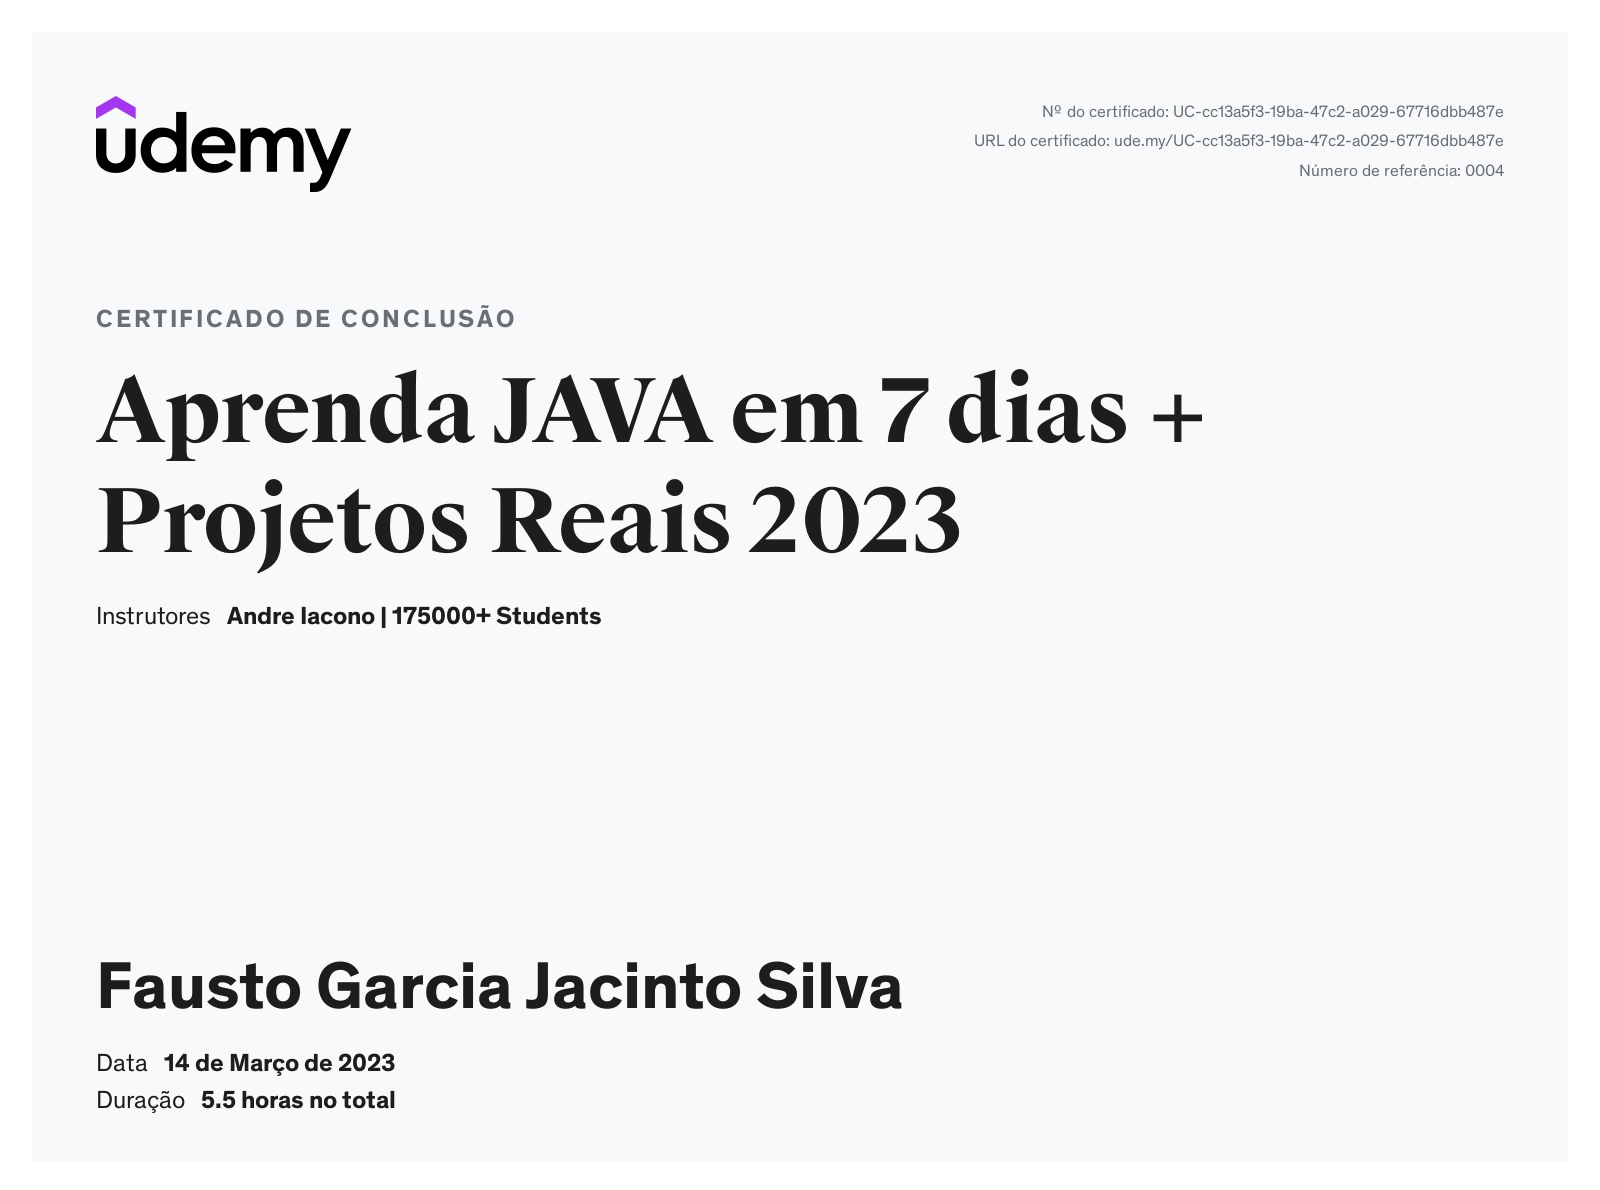 udemy
Nº do certificado: UC-cc13a5f3-19ba-47c2-a029-67716dbb487e
URL do certificado: ude.my/UC-cc13a5f3-19ba-47c2-a029-67716dbb487e
Número de referência: 0004
CERTIFICADO DE CONCLUSÃO
Aprenda JAVA em 7 dias +
Projetos Reais 2023
Instrutores Andre Iacono | 175000+ Students
Fausto Garcia Jacinto Silva
Data 14 de Março de 2023
Duração 5.5 horas no total